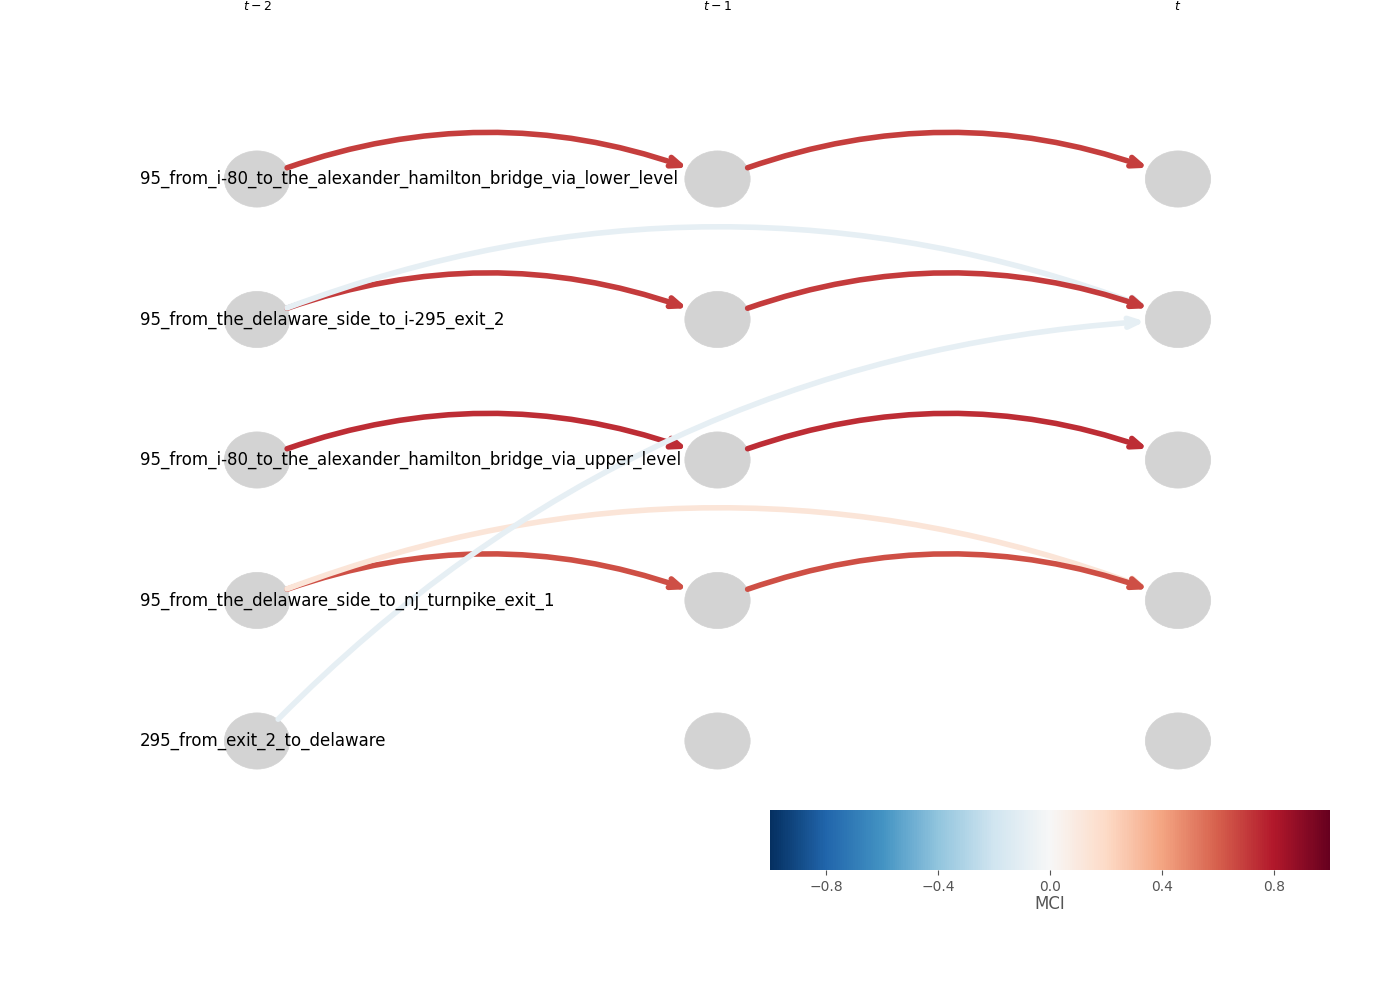 t − 2 t − 1 t
95_from_i-80_to_the_alexander_hamilton_bridge_via_lower_level
95_from_the_delaware_side_to_i-295_exit_2
95_from_i-80_to_the_alexander_hamilton_bridge_via_upper_level
95_from_the_delaware_side_to_nj_turnpike_exit_1
295_from_exit_2_to_delaware
−0.8 −0.4 0.0 0.4 0.8
MCI